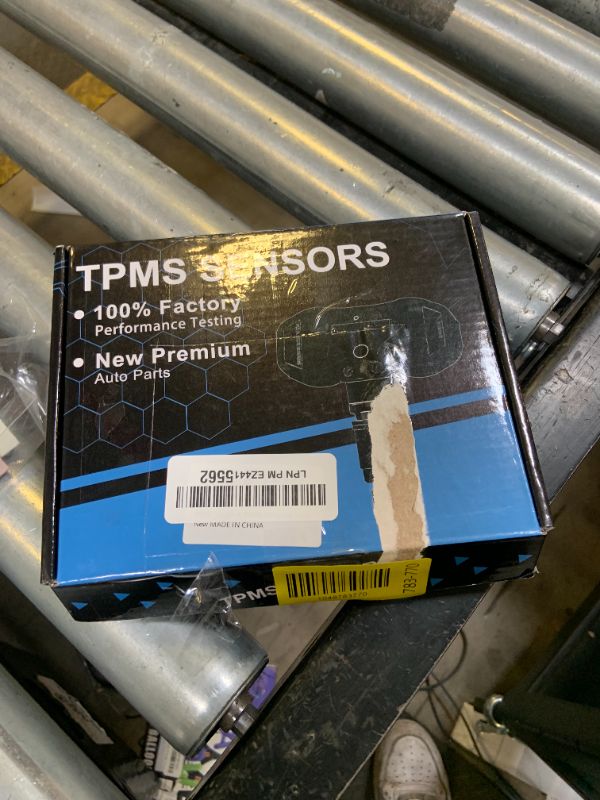 TPMS SENSORS
• 100% Factory
Performance Testing
• New Premium
Auto Parts
LPN PM EZ4415562
New MADE IN CHINA
TPMS
783-770